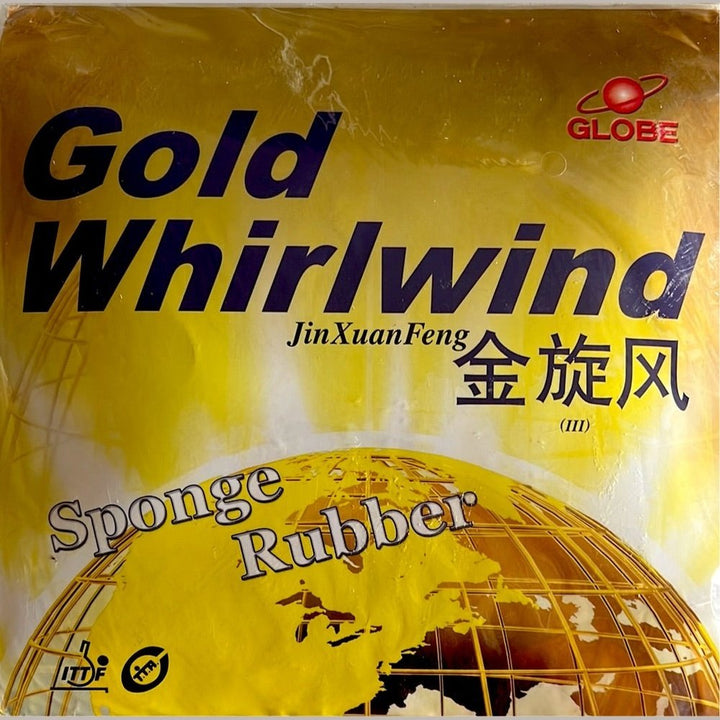 GLOBE
Gold
Whirlwind
JinXuanFeng
金旋风
(III)
Sponge
Rubber
ITTF